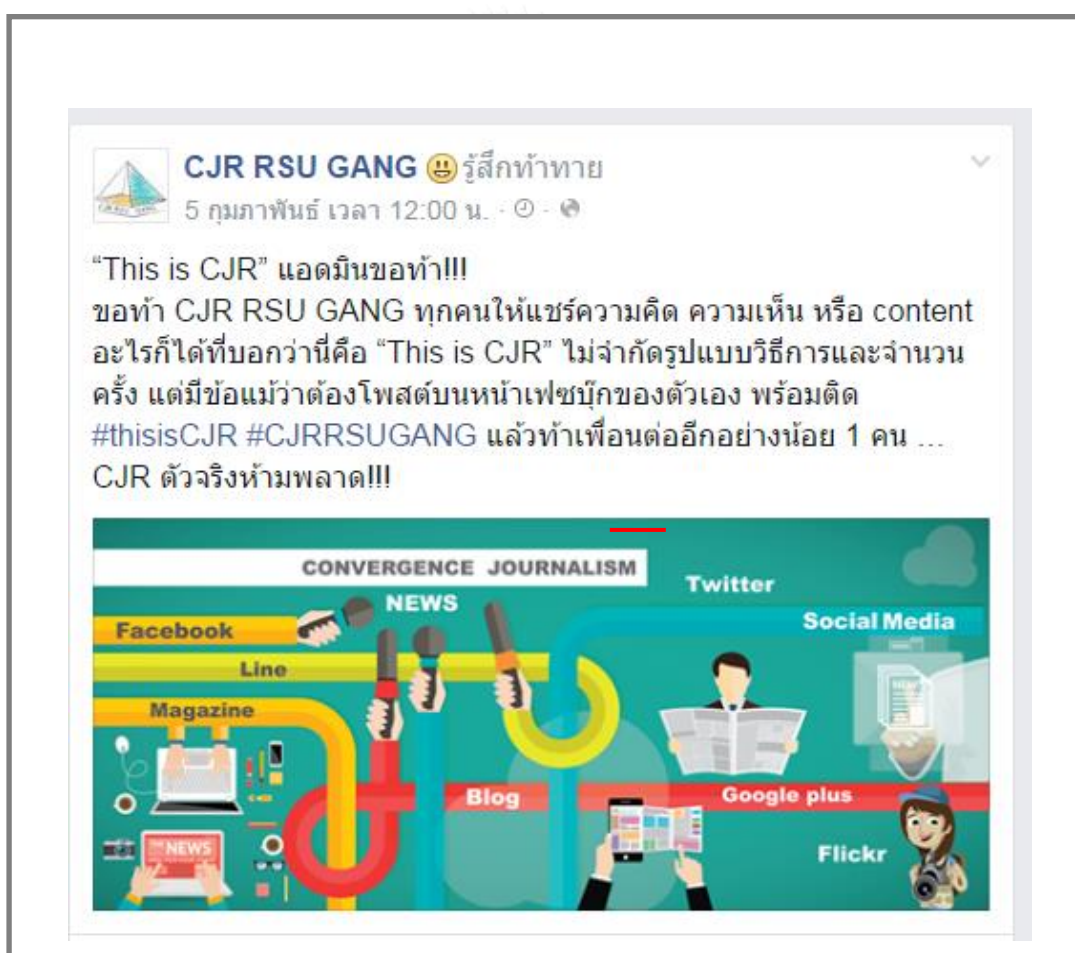 CJR RSU GANG รู้สึกท้าทาย
5 กุมภาพันธ์ เวลา 12:00 น.
“This is CJR” แอดมินขอท้า!!!
ขอท้า CJR RSU GANG ทุกคนให้แชร์ความคิด ความเห็น หรือ content
อะไรก็ได้ที่บอกว่านี่คือ “This is CJR” ไม่จำกัดรูปแบบวิธีการและจำนวน
ครั้ง แต่มีข้อแม้ว่าต้องโพสต์บนหน้าเฟซบุ๊กของตัวเอง พร้อมติด
#thisisCJR #CJRRSUGANG แล้วท้าเพื่อนต่ออีกอย่างน้อย 1 คน ...
CJR ตัวจริงห้ามพลาด!!!
CONVERGENCE JOURNALISM
Twitter
NEWS
Social Media
Facebook
Line
Magazine
Blog
Google plus
NEWS
Flickr